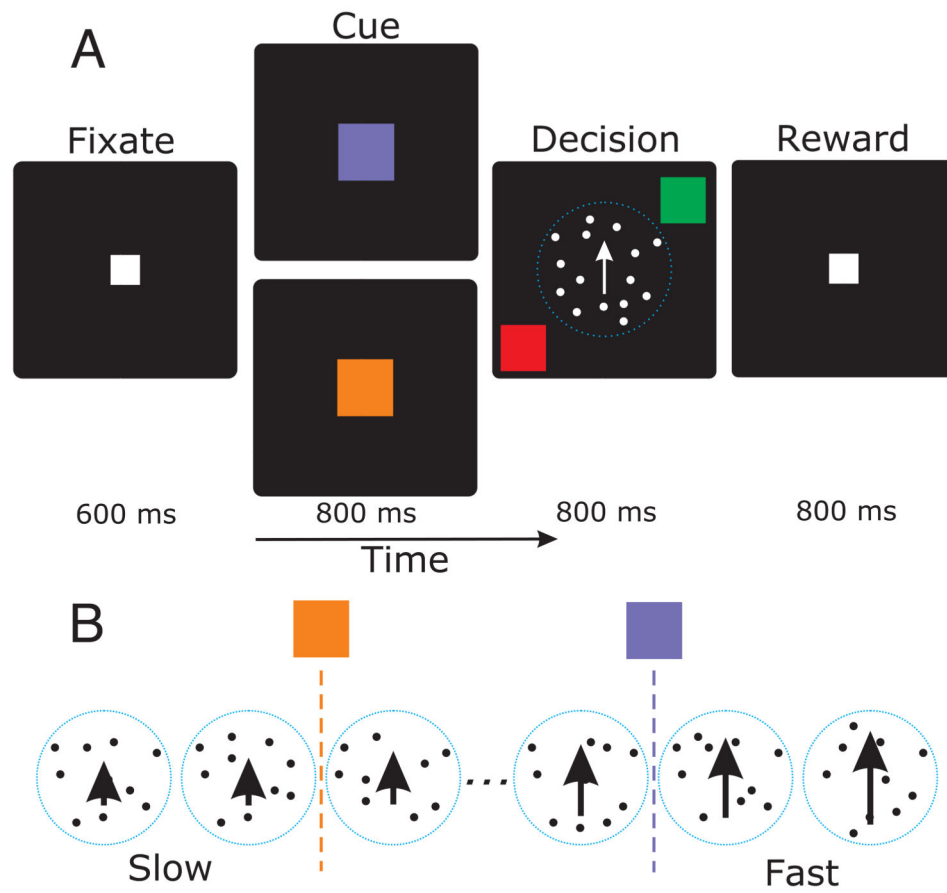 A
Cue
Fixate
Decision
Reward
600 ms
800 ms
800 ms
800 ms
Time
B
...
Slow
Fast